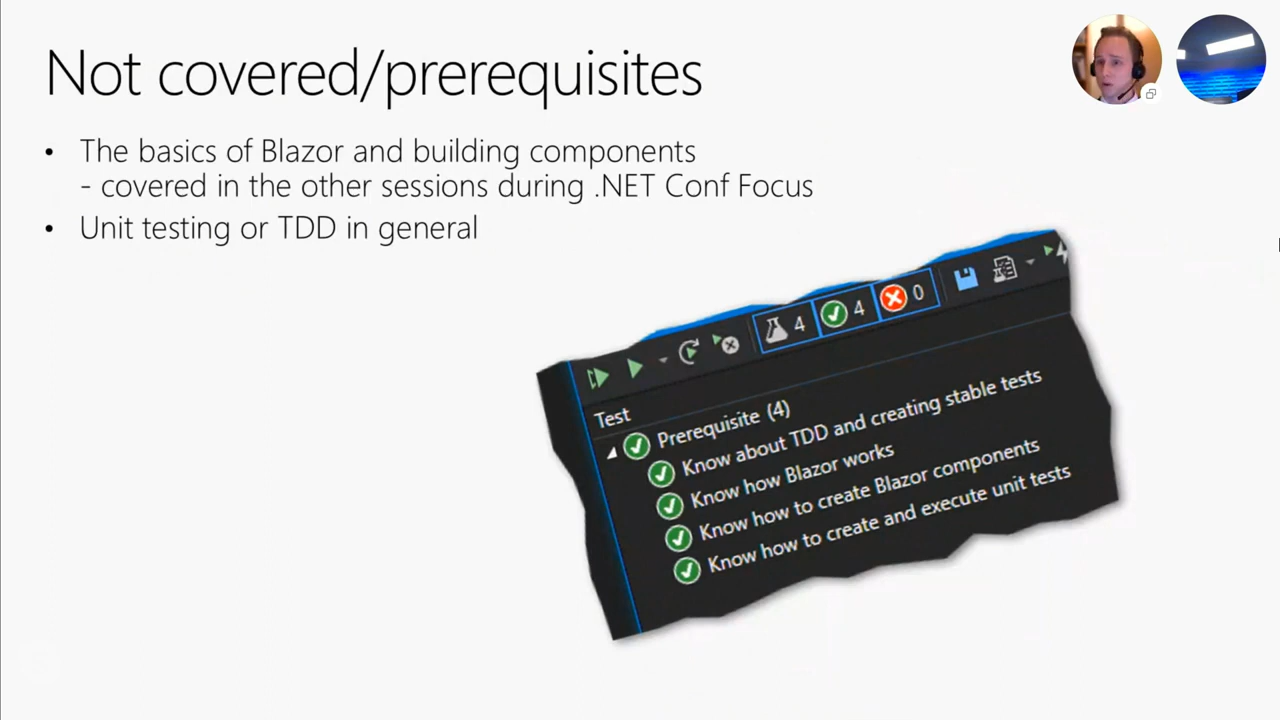 Not covered/prerequisites
• The basics of Blazor and building components
- covered in the other sessions during .NET Conf Focus
• Unit testing or TDD in general
4 4 0
Test
Prerequisite (4)
Know about TDD and creating stable tests
Know how Blazor works
Know how to create Blazor components
Know how to create and execute unit tests